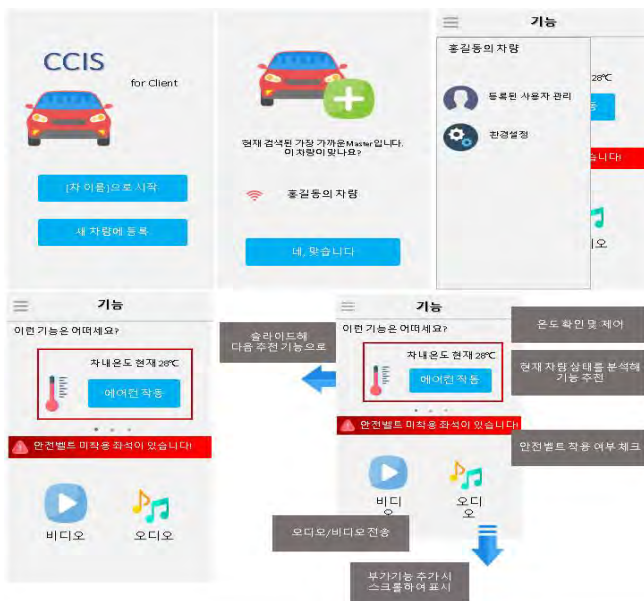 CCIS
for Client
[차 이름]으로 시작
새 차량에 등록
현재 검색된 가장 가까운Master입니다.
이 차량이 맞나요?
홍길동의 차량
네, 맞습니다
기능
홍길동의 차량
등록된 사용자 관리
환경설정
28℃
동
습니다!
오
기능
이런 기능은 어떠세요?
차내온도 현재 28℃
에어컨 작동
안전벨트 미착용 좌석이 있습니다!
비디오
오디오
슬라이드해
다음 추천 기능으로
기능
이런 기능은 어떠세요?
차내온도 현재 28℃
에어컨 작동
안전벨트 미착용 좌석이 있습니다!
비디
오
오디
오
온도 확인 및 제어
현재 차량 상태를 분석해
기능 추천
안전벨트 착용 여부 체크
오디오/비디오 전송
부가기능 추가 시
스크롤하여 표시